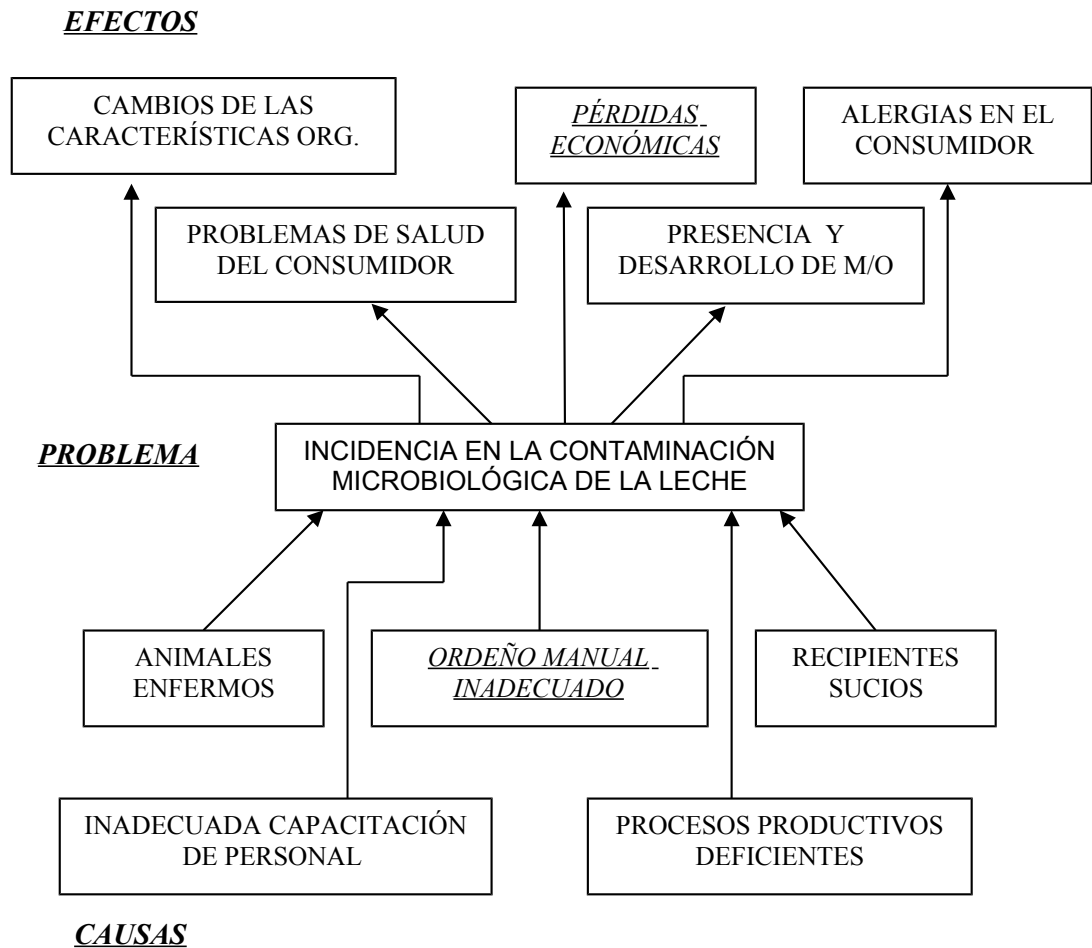 EFECTOS
CAMBIOS DE LAS
CARACTERÍSTICAS ORG.
PÉRDIDAS
ECONÓMICAS
ALERGIAS EN EL
CONSUMIDOR
PROBLEMAS DE SALUD
DEL CONSUMIDOR
PRESENCIA Y
DESARROLLO DE M/O
PROBLEMA
INCIDENCIA EN LA CONTAMINACIÓN
MICROBIOLÓGICA DE LA LECHE
ANIMALES
ENFERMOS
ORDEÑO MANUAL
INADECUADO
RECIPIENTES
SUCIOS
INADECUADA CAPACITACIÓN
DE PERSONAL
PROCESOS PRODUCTIVOS
DEFICIENTES
CAUSAS